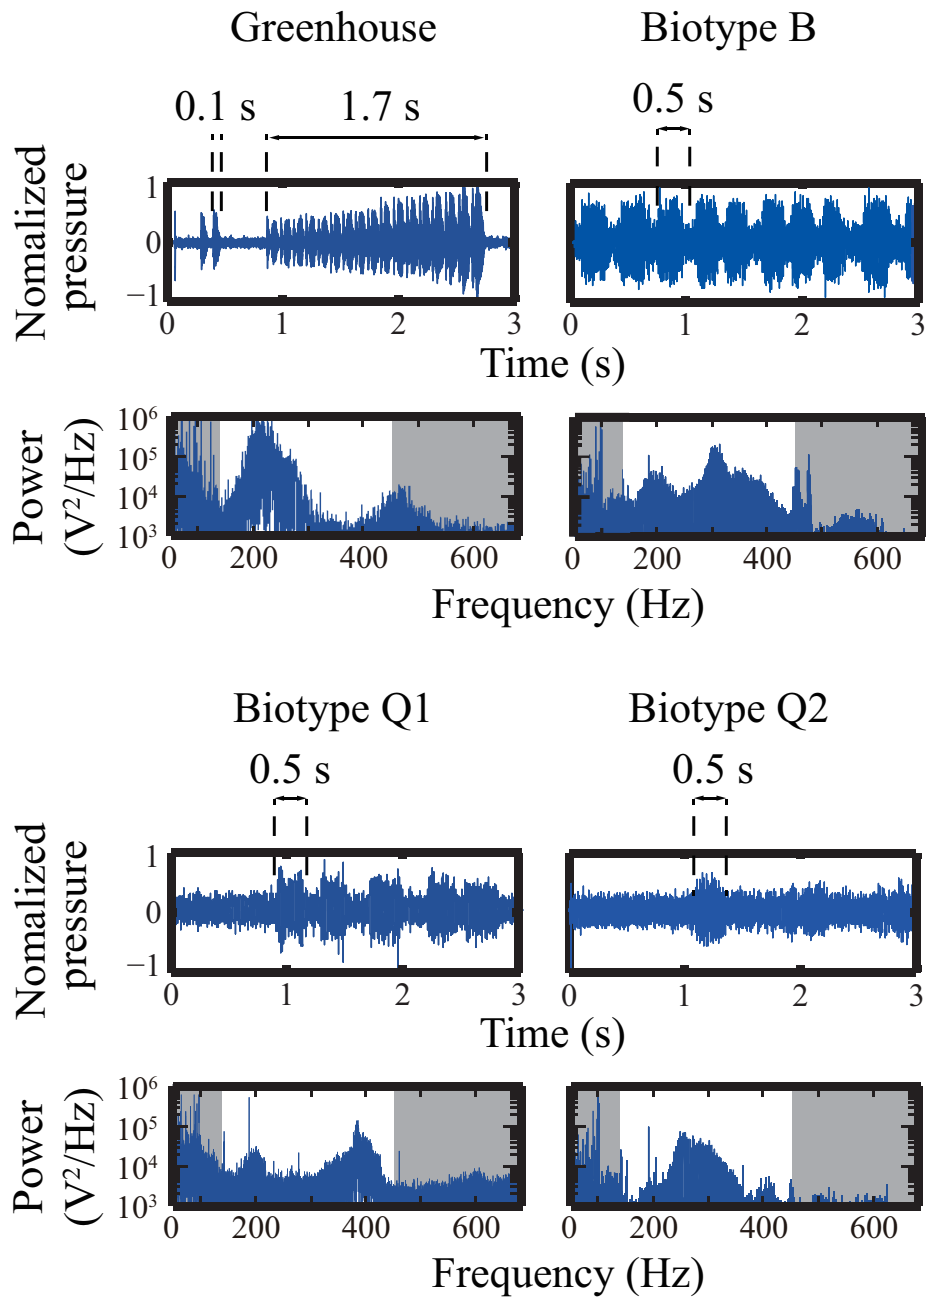 Greenhouse
Biotype B
0.1 s
1.7 s
0.5 s
Nomalized
pressure
1
0
−1
0
1
2
3
0
1
2
3
Time (s)
Power
(V²/Hz)
10⁶
10⁵
10⁴
10³
0
200
400
600
0
200
400
600
Frequency (Hz)
Biotype Q1
Biotype Q2
0.5 s
0.5 s
Nomalized
pressure
1
0
−1
0
1
2
3
0
1
2
3
Time (s)
Power
(V²/Hz)
10⁶
10⁵
10⁴
10³
0
200
400
600
0
200
400
600
Frequency (Hz)